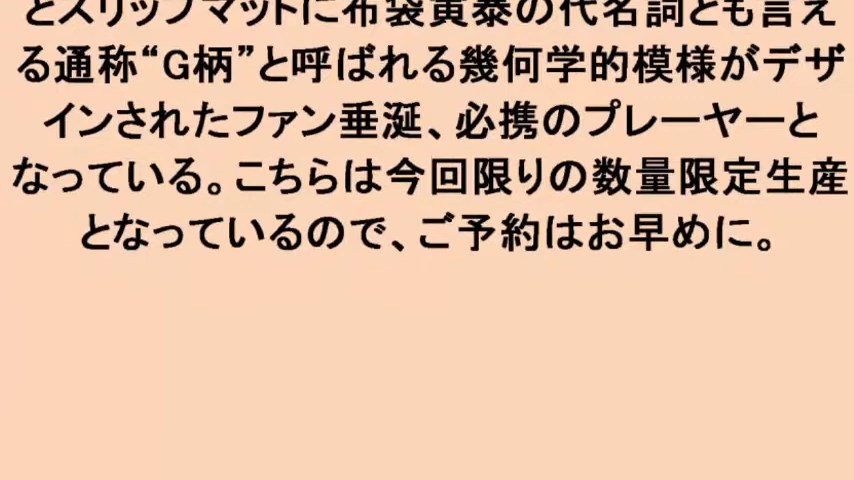 とスリップマットに布袋寅泰の代名詞とも言え
る通称“G柄”と呼ばれる幾何学的模様がデザ
インされたファン垂涎、必携のプレーヤーと
なっている。こちらは今回限りの数量限定生産
となっているので、ご予約はお早めに。